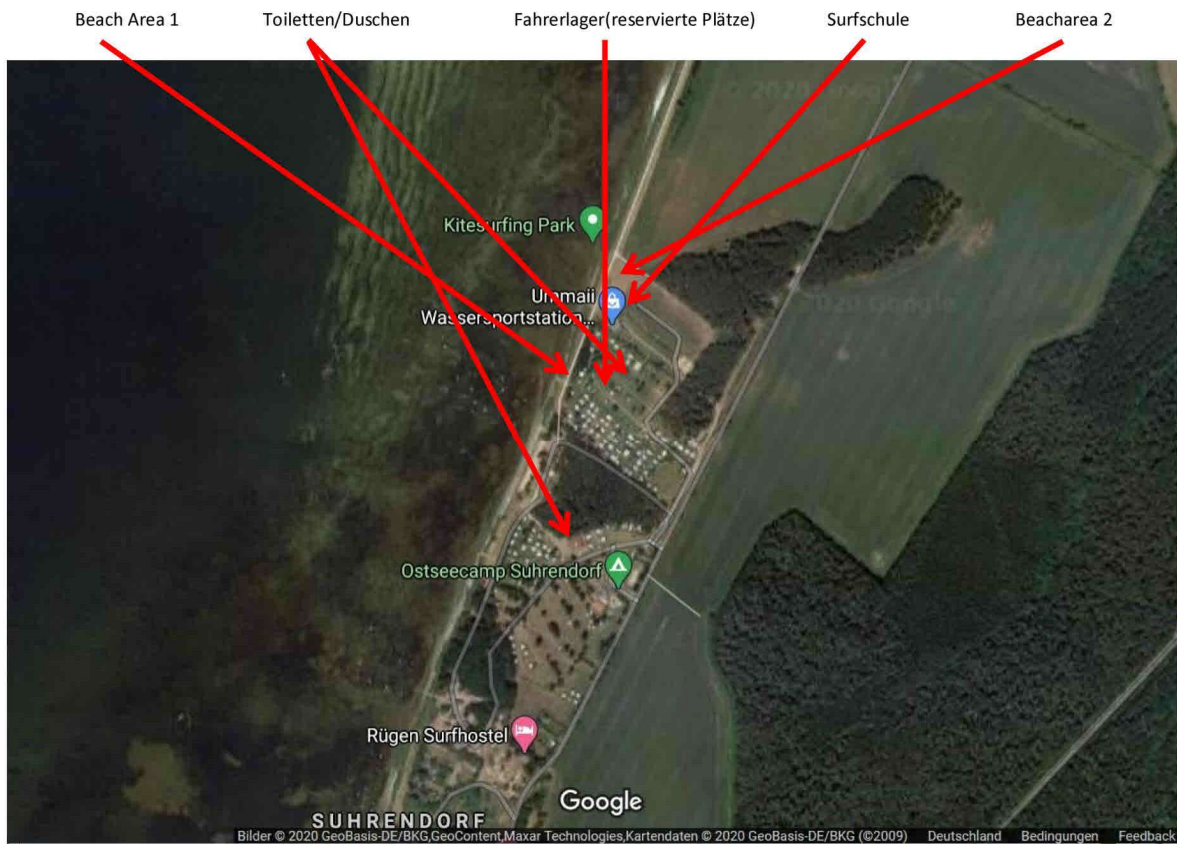 Beach Area 1
Toiletten/Duschen
Fahrerlager(reservierte Plätze)
Surfschule
Beacharea 2
Kitesurfing Park
Ummaii
Wassersportstation...
Ostseecamp Suhrendorf
Rügen Surfhostel
Google
SUHRENDORF
Bilder © 2020 GeoBasis-DE/BKG,GeoContent,Maxar Technologies,Kartendaten © 2020 GeoBasis-DE/BKG (©2009) Deutschland Bedingungen Feedback